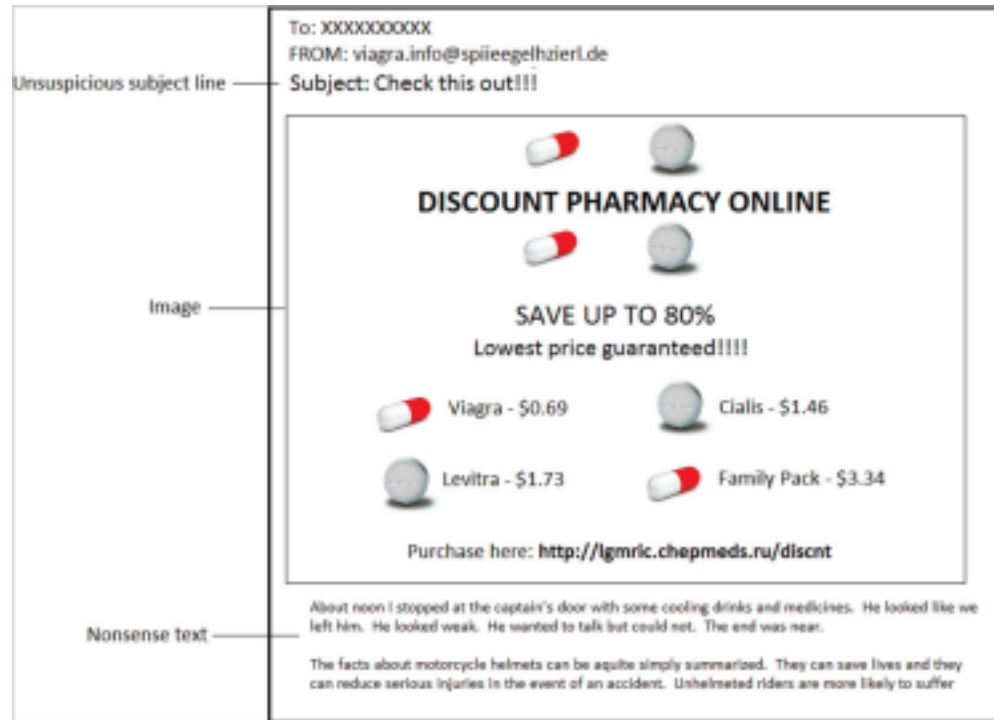 To: XXXXXXXXXXX
FROM: viagra.info@spiieegelhzierl.de
Unsuspicious subject line
Subject: Check this out!!!
DISCOUNT PHARMACY ONLINE
Image
SAVE UP TO 80%
Lowest price guaranteed!!!!
Viagra - $0.69
Cialis - $1.46
Levitra - $1.73
Family Pack - $3.34
Purchase here: http://lgmric.chepmeds.ru/discnt
Nonsense text
About noon I stopped at the captain's door with some cooling drinks and medicines. He looked like we
left him. He looked weak. He wanted to talk but could not. The end was near.
The facts about motorcycle helmets can be aquite simply summarized. They can save lives and they
can reduce serious injuries in the event of an accident. Unhelmeted riders are more likely to suffer